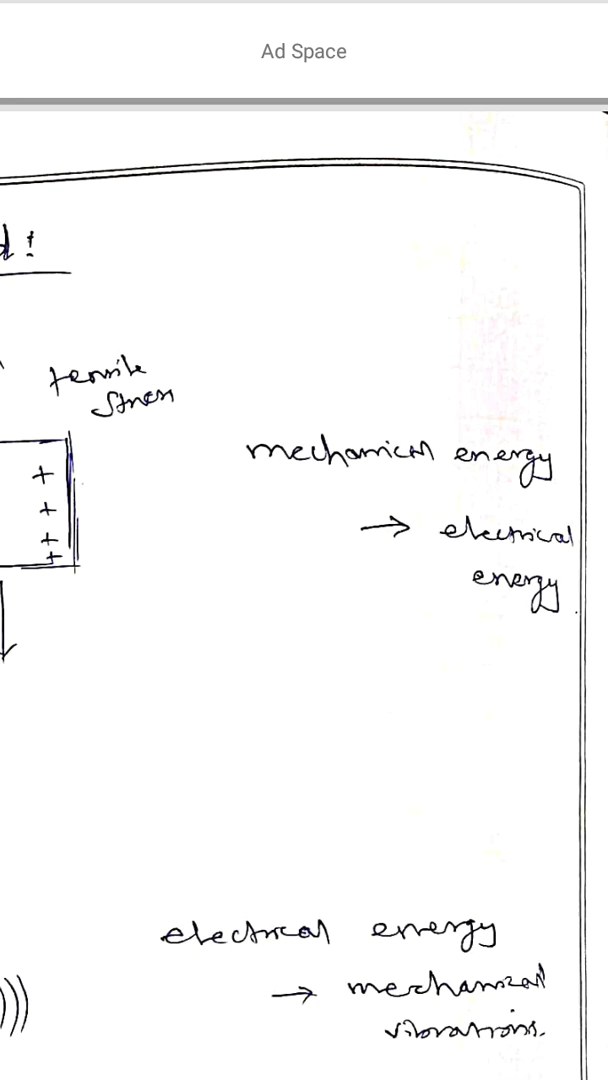 Ad Space
d!
tensile
stress
+
+
+
+
mechanical energy
→ electrical
energy
electrical energy
→ mechanical
vibrations.